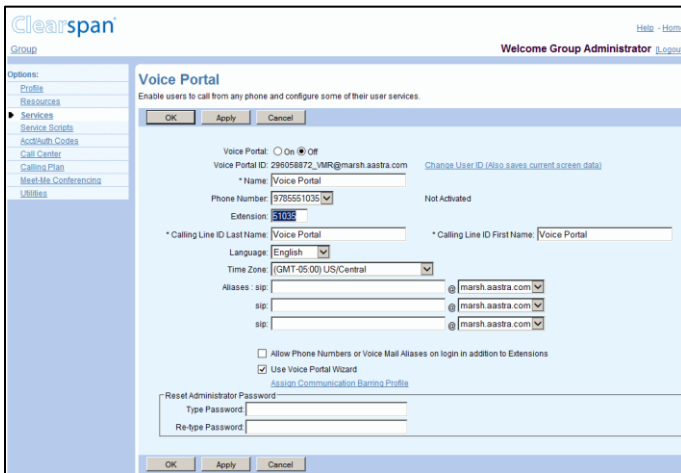 Clearspan
Help - Home
Group
Welcome Group Administrator [Logout
Options:
Profile
Resources
Services
Service Scripts
Acct/Auth Codes
Call Center
Calling Plan
Meet-Me Conferencing
Utilities
Voice Portal
Enable users to call from any phone and configure some of their user services.
OK Apply Cancel
Voice Portal: On Off
Voice Portal ID: 296058872_VMR@marsh.aastra.com Change User ID (Also saves current screen data)
* Name: Voice Portal
Phone Number: 9785551035 Not Activated
Extension: 51035
* Calling Line ID Last Name: Voice Portal * Calling Line ID First Name: Voice Portal
Language: English
Time Zone: (GMT-05:00) US/Central
Aliases : sip: @ marsh.aastra.com
sip: @ marsh.aastra.com
sip: @ marsh.aastra.com
Allow Phone Numbers or Voice Mail Aliases on login in addition to Extensions
Use Voice Portal Wizard
Assign Communication Barring Profile
Reset Administrator Password
Type Password:
Re-type Password:
OK Apply Cancel